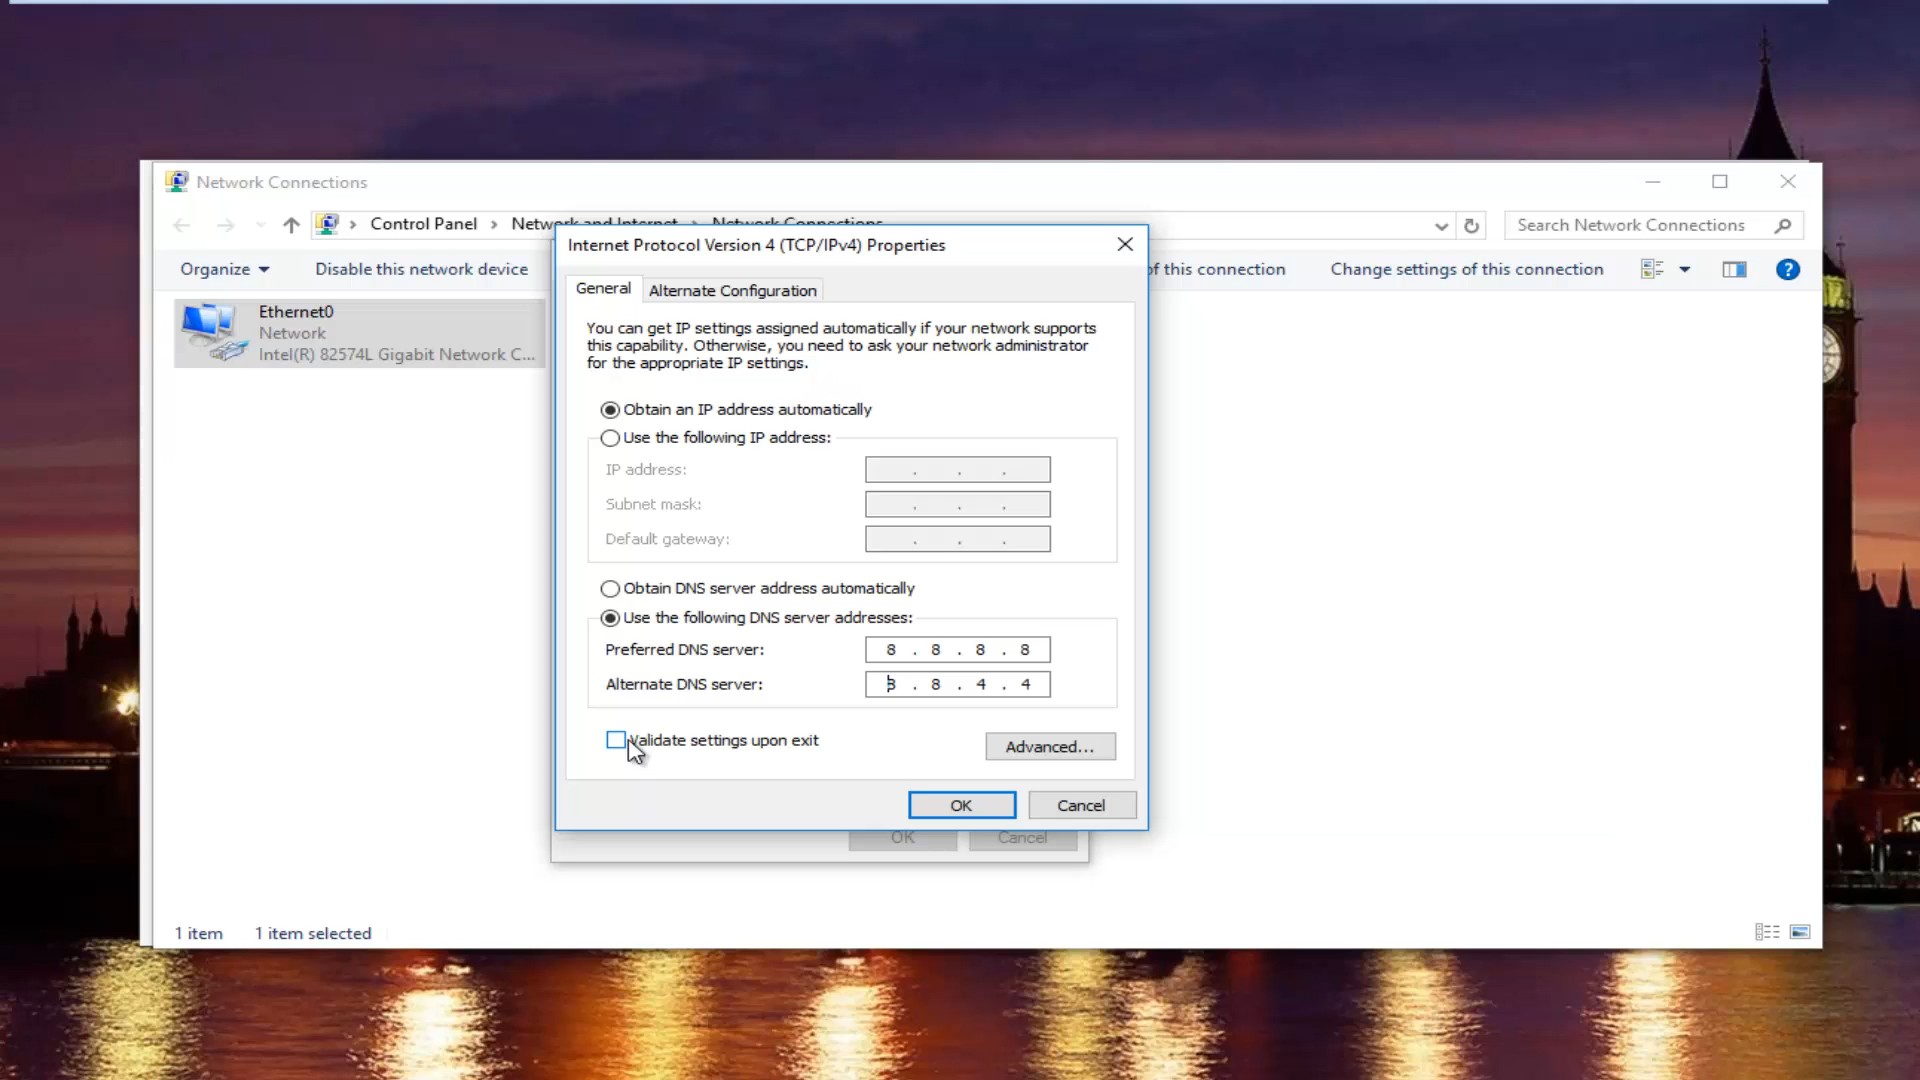 Network Connections
Control Panel > Network and Internet > Network Connections
Search Network Connections
Internet Protocol Version 4 (TCP/IPv4) Properties
Organize
Disable this network device
of this connection
Change settings of this connection
General
Alternate Configuration
Ethernet0
Network
Intel(R) 82574L Gigabit Network C...
You can get IP settings assigned automatically if your network supports
this capability. Otherwise, you need to ask your network administrator
for the appropriate IP settings.
Obtain an IP address automatically
Use the following IP address:
IP address:
Subnet mask:
Default gateway:
Obtain DNS server address automatically
Use the following DNS server addresses:
Preferred DNS server: 8 . 8 . 8 . 8
Alternate DNS server: 8 . 8 . 4 . 4
Validate settings upon exit
Advanced...
OK
Cancel
OK
Cancel
1 item
1 item selected